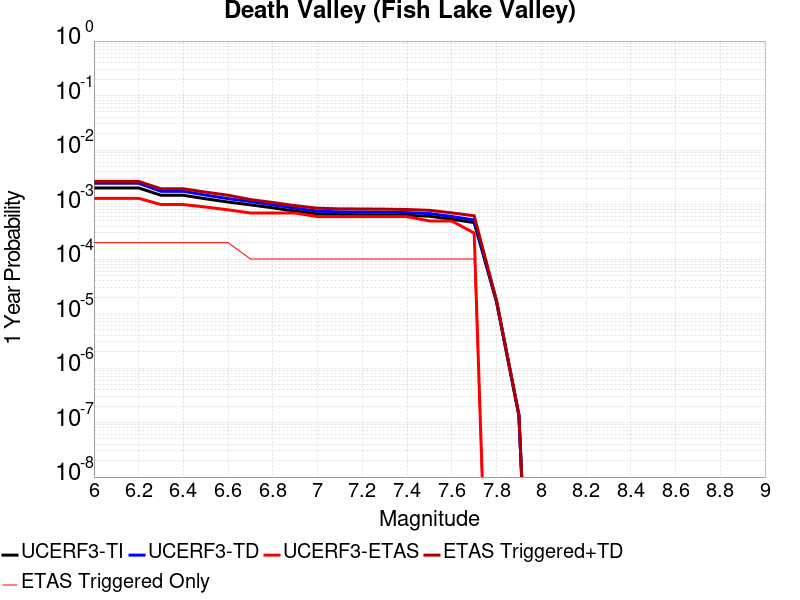 Death Valley (Fish Lake Valley)
10^0
10^-1
10^-2
10^-3
10^-4
10^-5
10^-6
10^-7
10^-8
1 Year Probability
6 6.2 6.4 6.6 6.8 7 7.2 7.4 7.6 7.8 8 8.2 8.4 8.6 8.8 9
Magnitude
UCERF3-TI UCERF3-TD UCERF3-ETAS ETAS Triggered+TD
ETAS Triggered Only